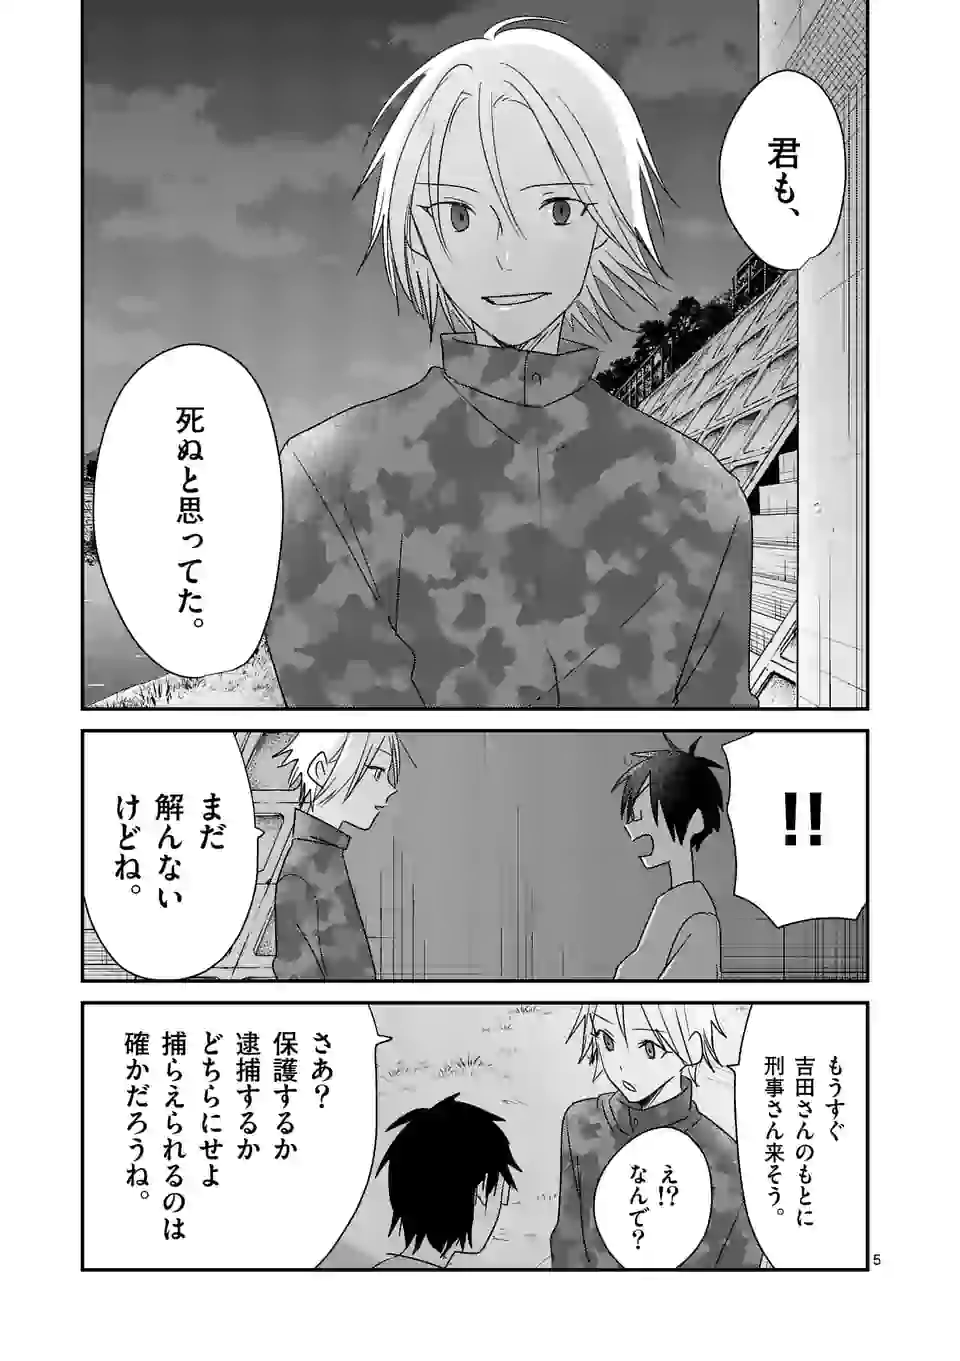 君も、
死ぬと思ってた。
!!
まだ
解んない
けどね。
もうすぐ
吉田さんのもとに
刑事さん来そう。
え!?
なんで?
さあ?
保護するか
逮捕するか
どちらにせよ
捕らえられるのは
確かだろうね。
5